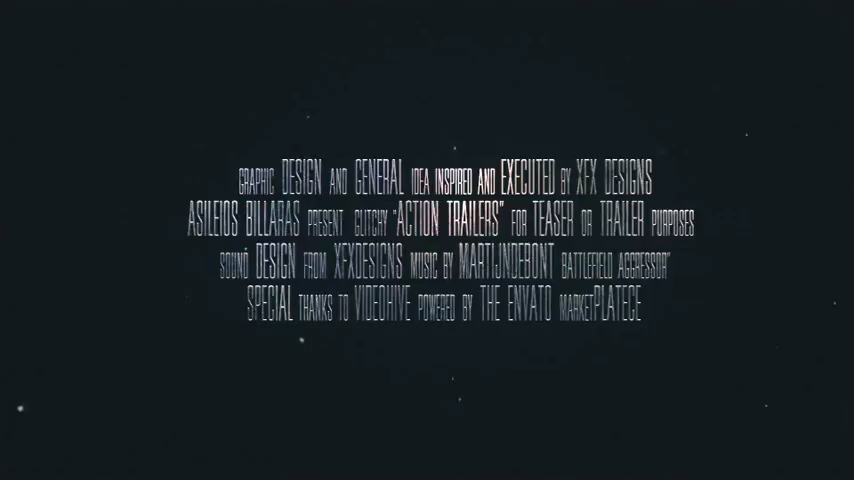 GRAPHIC DESIGN AND GENERAL IDEA INSPIRED AND EXECUTED BY XFX DESIGNS
ASILEIOS BILLARAS PRESENT GLITCHY "ACTION TRAILERS" FOR TEASER OR TRAILER PURPOSES
SOUND DESIGN FROM XFXDESIGNS MUSIC BY MARTIJNDEBONT BATTLEFIELD AGGRESSOR"
SPECIAL THANKS TO VIDEOHIVE POWERED BY THE ENVATO MARKETPLATECE